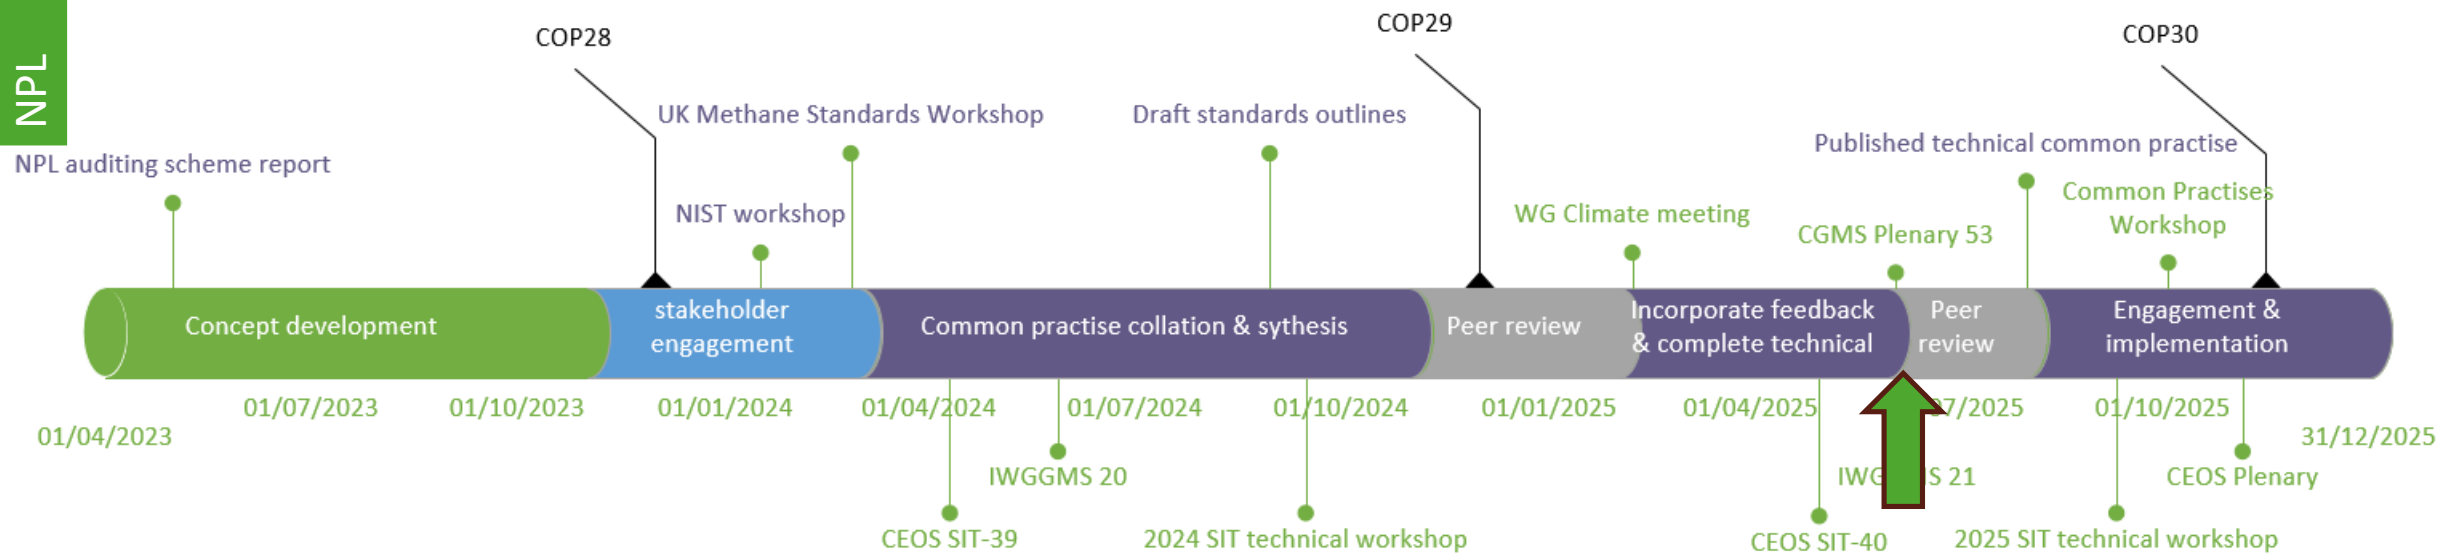 NPL
COP28
COP29
COP30
UK Methane Standards Workshop
Draft standards outlines
Published technical common practise
NPL auditing scheme report
NIST workshop
WG Climate meeting
CGMS Plenary 53
Common Practises
Workshop
Concept development
stakeholder
engagement
Common practise collation & sythesis
Peer review
Incorporate feedback
& complete technical
Peer
review
Engagement &
implementation
01/04/2023
01/07/2023
01/10/2023
01/01/2024
01/04/2024
01/07/2024
01/10/2024
01/01/2025
01/04/2025
07/2025
01/10/2025
31/12/2025
IWGGMS 20
21
CEOS Plenary
CEOS SIT-39
2024 SIT technical workshop
CEOS SIT-40
2025 SIT technical workshop